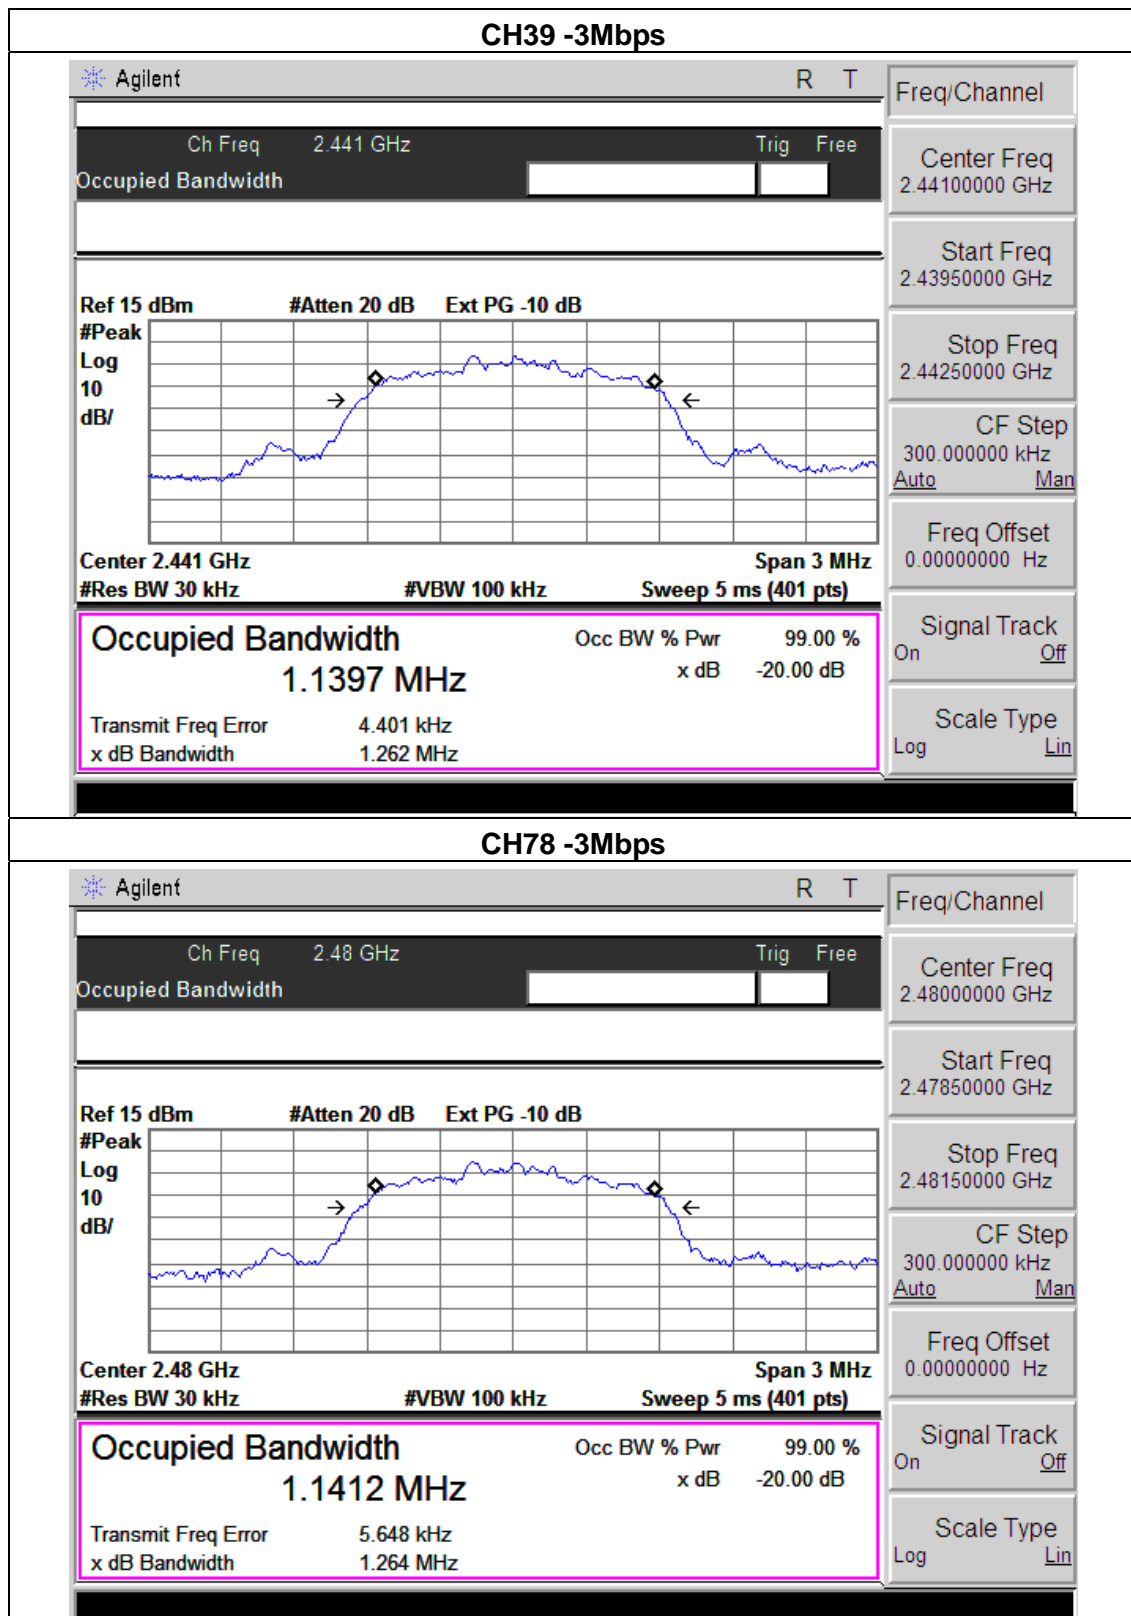 CH39 -3Mbps
Agilent R T
Freq/Channel
Ch Freq 2.441 GHz Trig Free
Occupied Bandwidth
Center Freq
2.44100000 GHz
Start Freq
2.43950000 GHz
Stop Freq
2.44250000 GHz
CF Step
300.000000 kHz
Auto Man
Freq Offset
0.00000000 Hz
Signal Track
On Off
Scale Type
Log Lin
Ref 15 dBm #Atten 20 dB Ext PG -10 dB
#Peak
Log
10
dB/
Center 2.441 GHz Span 3 MHz
#Res BW 30 kHz #VBW 100 kHz Sweep 5 ms (401 pts)
Occupied Bandwidth Occ BW % Pwr 99.00 %
1.1397 MHz x dB -20.00 dB
Transmit Freq Error 4.401 kHz
x dB Bandwidth 1.262 MHz
CH78 -3Mbps
Agilent R T
Freq/Channel
Ch Freq 2.48 GHz Trig Free
Occupied Bandwidth
Center Freq
2.48000000 GHz
Start Freq
2.47850000 GHz
Stop Freq
2.48150000 GHz
CF Step
300.000000 kHz
Auto Man
Freq Offset
0.00000000 Hz
Signal Track
On Off
Scale Type
Log Lin
Ref 15 dBm #Atten 20 dB Ext PG -10 dB
#Peak
Log
10
dB/
Center 2.48 GHz Span 3 MHz
#Res BW 30 kHz #VBW 100 kHz Sweep 5 ms (401 pts)
Occupied Bandwidth Occ BW % Pwr 99.00 %
1.1412 MHz x dB -20.00 dB
Transmit Freq Error 5.648 kHz
x dB Bandwidth 1.264 MHz